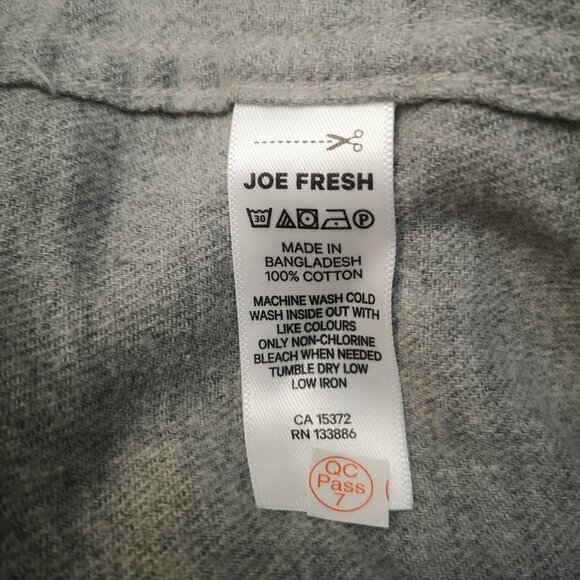 JOE FRESH
30 P
MADE IN
BANGLADESH
100% COTTON
MACHINE WASH COLD
WASH INSIDE OUT WITH
LIKE COLOURS
ONLY NON-CHLORINE
BLEACH WHEN NEEDED
TUMBLE DRY LOW
LOW IRON
CA 15372
RN 133886
QC
Pass
7